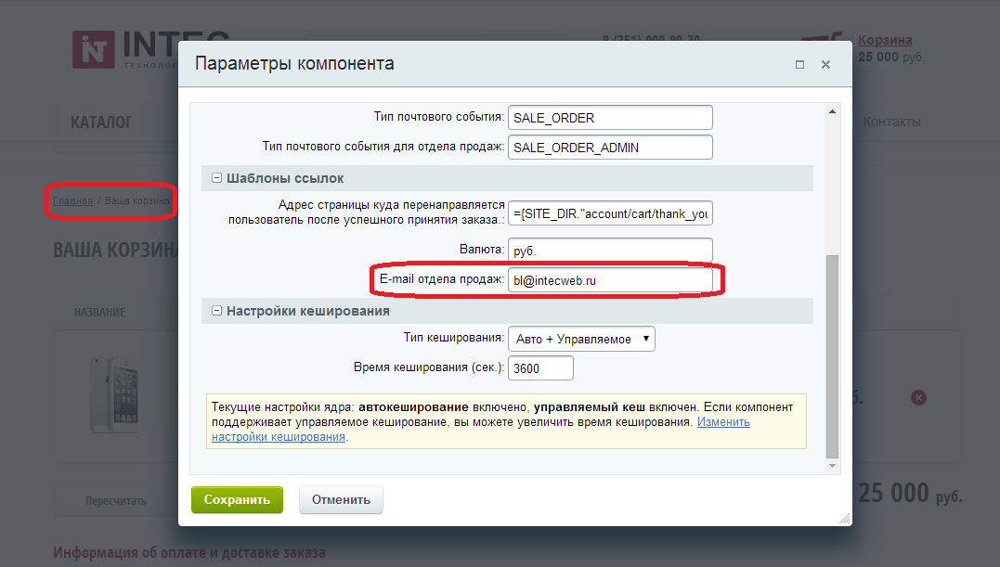 INTEC
ТЕХНОЛОГ
8 (351) 000-80-70
Корзина
25 000 руб.
КАТАЛОГ
Контакты
Главная / Ваша корзина
ВАША КОРЗИНА
НАЗВАНИЕ
Параметры компонента
Тип почтового события: SALE_ORDER
Тип почтового события для отдела продаж: SALE_ORDER_ADMIN
Шаблоны ссылок
Адрес страницы куда перенаправляется
пользователь после успешного принятия заказа.: ={SITE_DIR."account/cart/thank_you
Валюта: руб.
E-mail отдела продаж: bl@intecweb.ru
Настройки кеширования
Тип кеширования: Авто + Управляемое
Время кеширования (сек.): 3600
Текущие настройки ядра: автокеширование включено, управляемый кеш включен. Если компонент
поддерживает управляемое кеширование, вы можете увеличить время кеширования. Изменить
настройки кеширования.
Сохранить Отменить
Пересчитать
25 000 руб.
Информация об оплате и доставке заказа